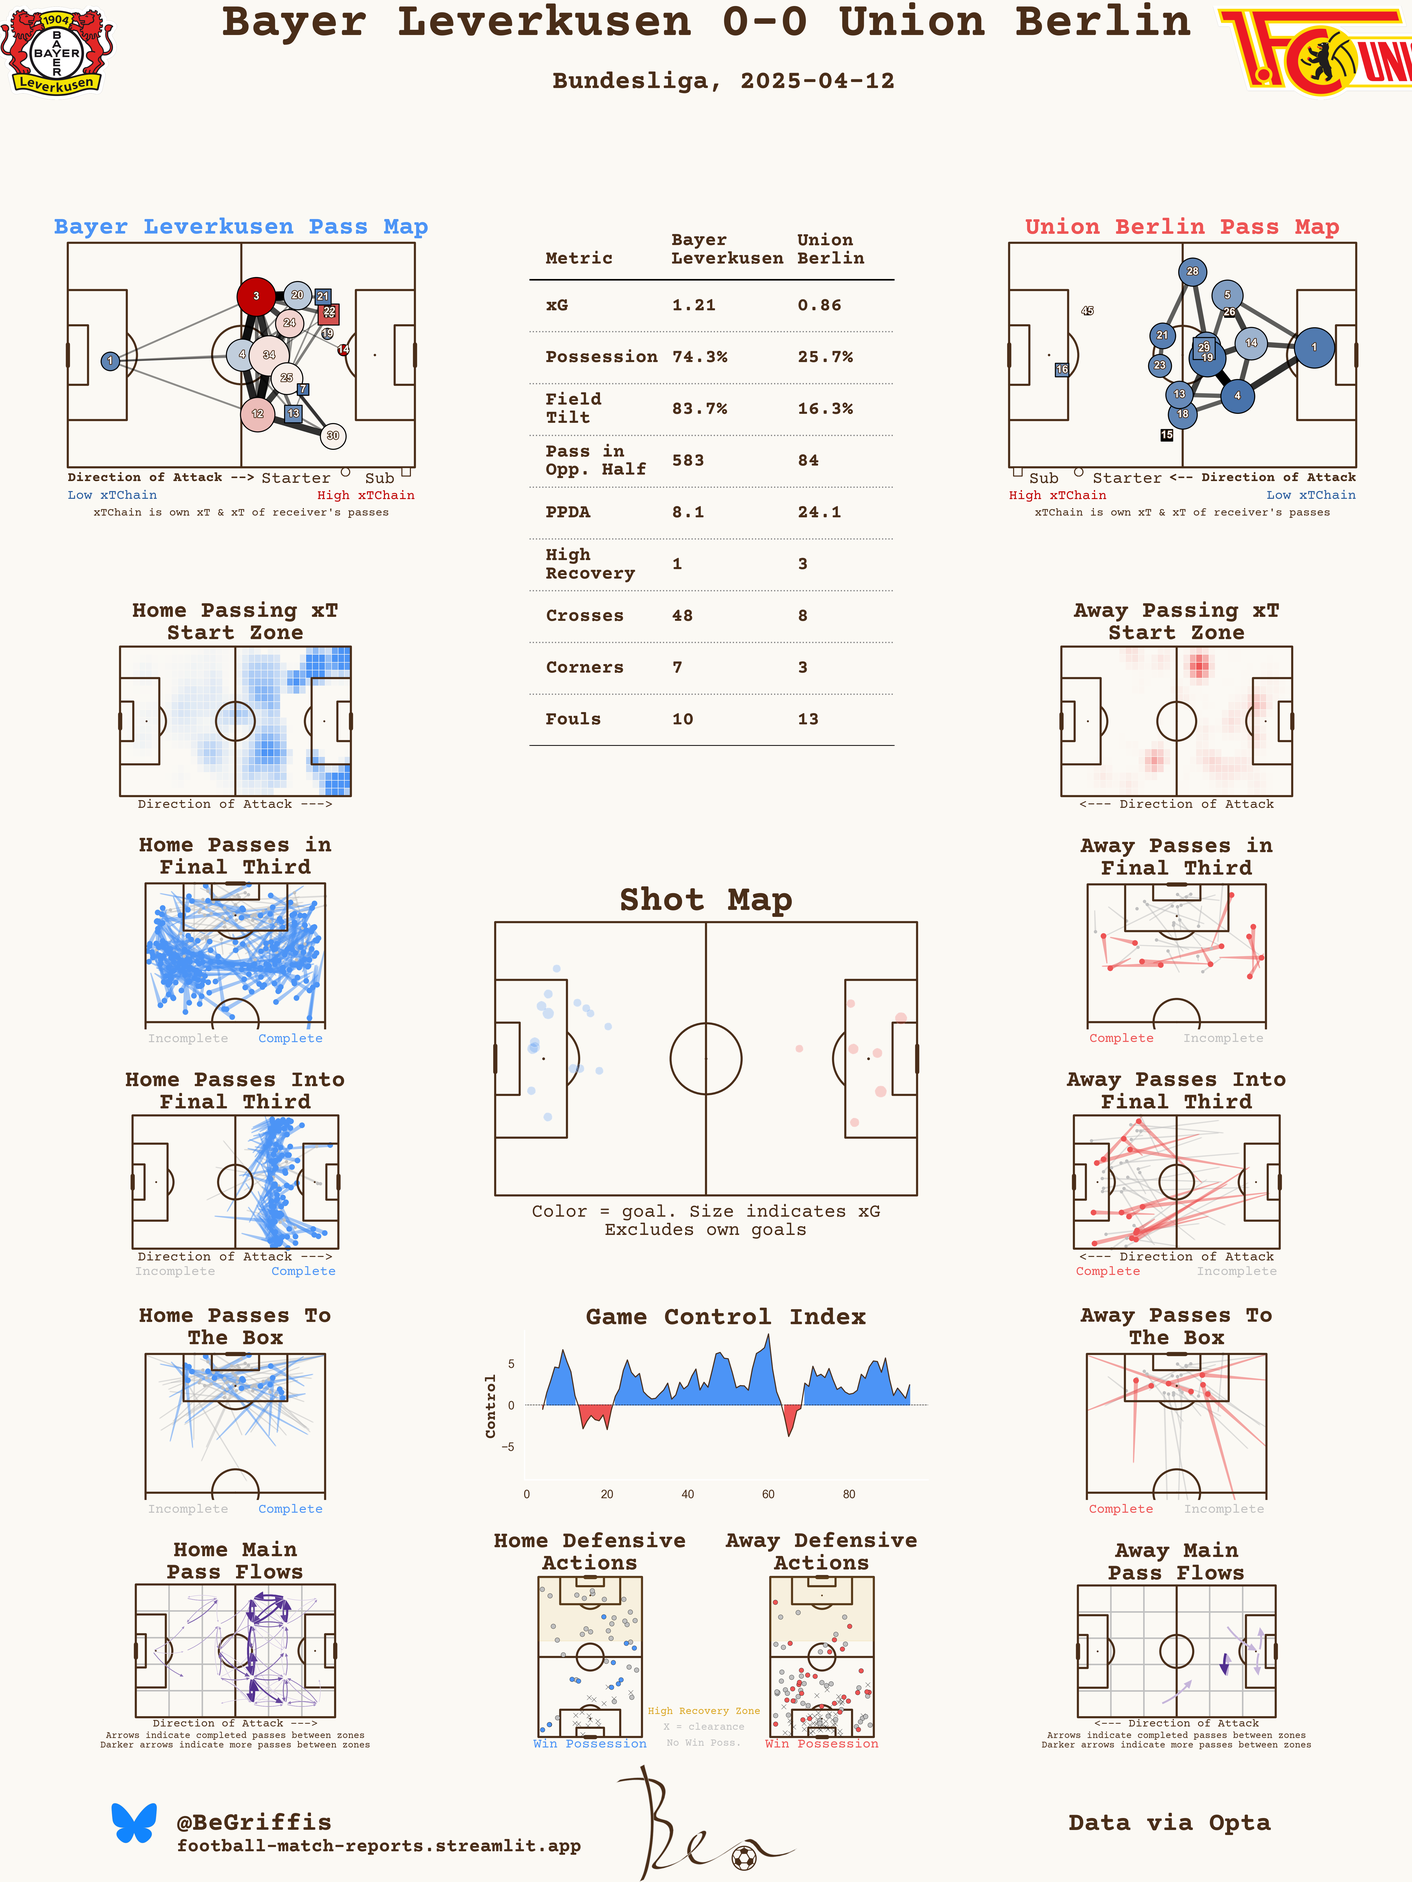 Bayer Leverkusen 0-0 Union Berlin
Bundesliga, 2025-04-12
1904
BAYER
BAYER
Leverkusen
FC UNI
Bayer Leverkusen Pass Map
1
3
20
21
22
24
19
14
4
34
25
7
12
13
30
Direction of Attack --> Starter Sub
Low xTChain High xTChain
xTChain is own xT & xT of receiver's passes
Metric Bayer Leverkusen Union Berlin
xG 1.21 0.86
Possession 74.3% 25.7%
Field Tilt 83.7% 16.3%
Pass in Opp. Half 583 84
PPDA 8.1 24.1
High Recovery 1 3
Crosses 48 8
Corners 7 3
Fouls 10 13
Union Berlin Pass Map
28
5
26
45
21
14
1
29
19
23
16
13
4
18
15
Sub Starter <-- Direction of Attack
High xTChain Low xTChain
xTChain is own xT & xT of receiver's passes
Home Passing xT
Start Zone
Direction of Attack --->
Away Passing xT
Start Zone
<--- Direction of Attack
Home Passes in
Final Third
Incomplete Complete
Away Passes in
Final Third
Complete Incomplete
Shot Map
Color = goal. Size indicates xG
Excludes own goals
Home Passes Into
Final Third
Direction of Attack --->
Incomplete Complete
Away Passes Into
Final Third
<--- Direction of Attack
Complete Incomplete
Home Passes To
The Box
Incomplete Complete
Game Control Index
Control
5
0
−5
0 20 40 60 80
Away Passes To
The Box
Complete Incomplete
Home Main
Pass Flows
Direction of Attack --->
Arrows indicate completed passes between zones
Darker arrows indicate more passes between zones
Home Defensive
Actions
Win Possession
High Recovery Zone
X = clearance
No Win Poss.
Away Defensive
Actions
Win Possession
Away Main
Pass Flows
<--- Direction of Attack
Arrows indicate completed passes between zones
Darker arrows indicate more passes between zones
@BeGriffis
football-match-reports.streamlit.app
Ben
Data via Opta